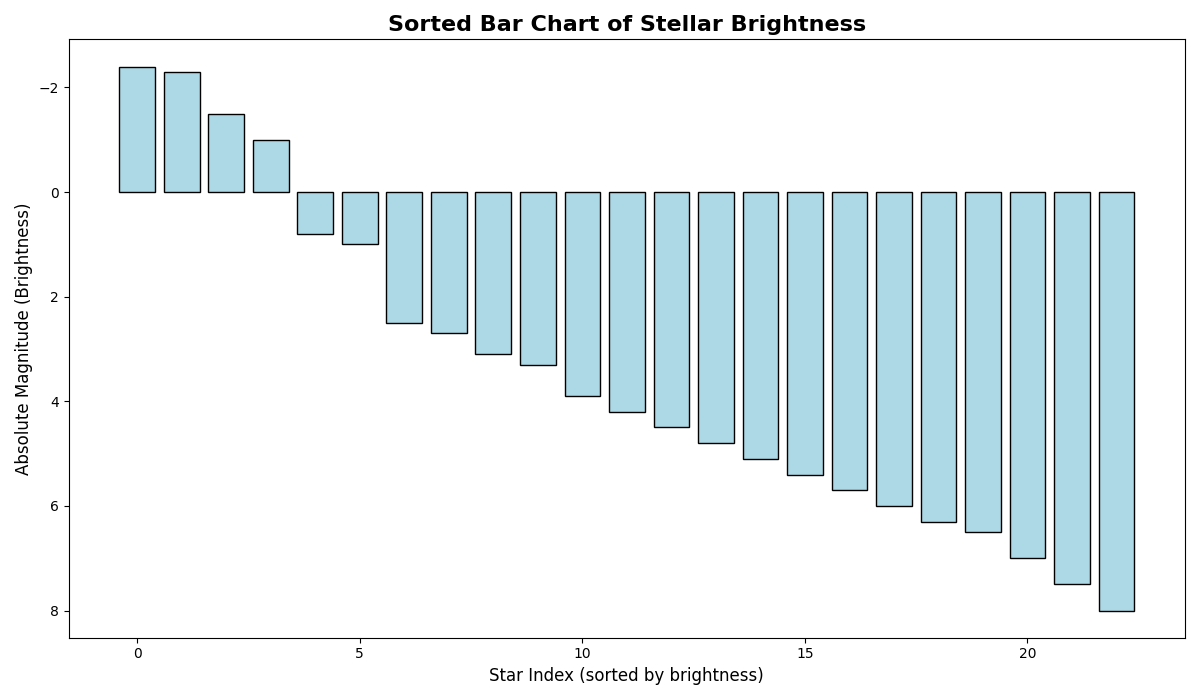 Sorted Bar Chart of Stellar Brightness
Absolute Magnitude (Brightness)
−2
0
2
4
6
8
0 5 10 15 20
Star Index (sorted by brightness)